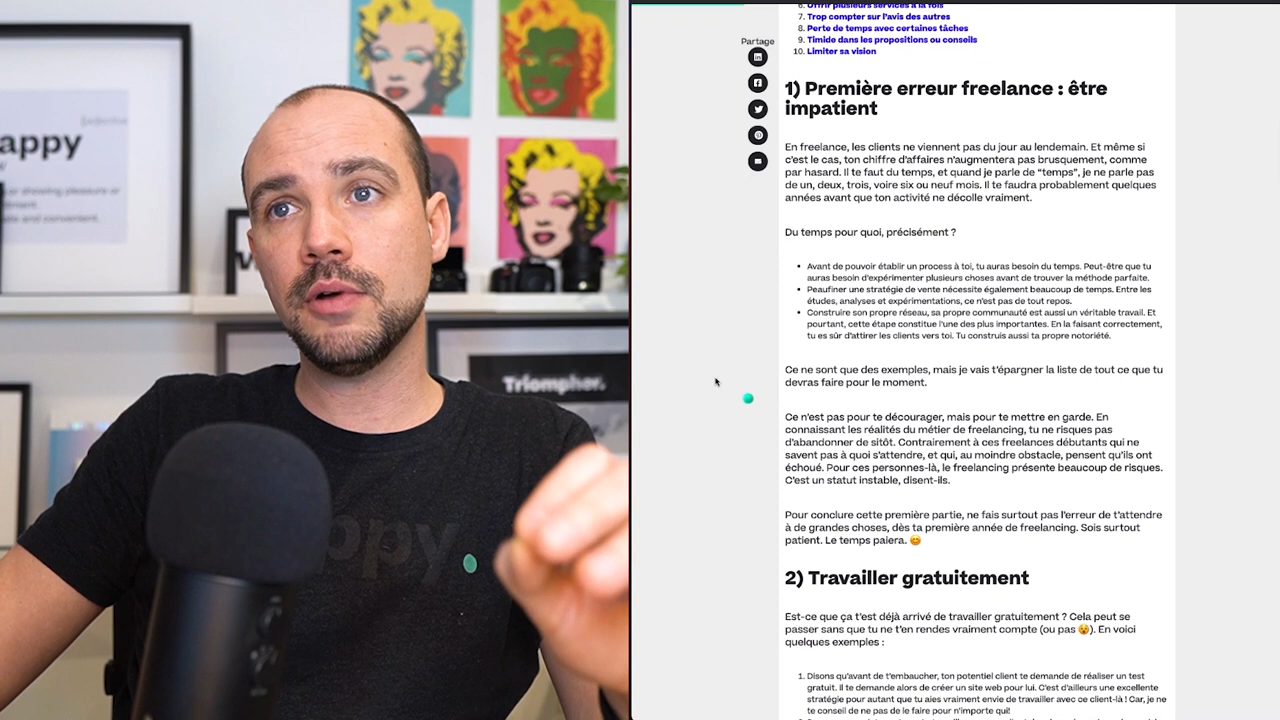 appy
ar showing pleasure or
ment.
te and convenient.
Triompher.
ppy
6. Offrir plusieurs services à la fois
7. Trop compter sur l'avis des autres
8. Perte de temps avec certaines tâches
9. Timide dans les propositions ou conseils
10. Limiter sa vision
Partage
1) Première erreur freelance : être
impatient
En freelance, les clients ne viennent pas du jour au lendemain. Et même si
c'est le cas, ton chiffre d'affaires n'augmentera pas brusquement, comme
par hasard. Il te faut du temps, et quand je parle de “temps”, je ne parle pas
de un, deux, trois, voire six ou neuf mois. Il te faudra probablement quelques
années avant que ton activité ne décolle vraiment.
Du temps pour quoi, précisément ?
• Avant de pouvoir établir un process à toi, tu auras besoin du temps. Peut-être que tu
auras besoin d'expérimenter plusieurs choses avant de trouver la méthode parfaite.
• Peaufiner une stratégie de vente nécessite également beaucoup de temps. Entre les
études, analyses et expérimentations, ce n'est pas de tout repos.
• Construire son propre réseau, sa propre communauté est aussi un véritable travail. Et
pourtant, cette étape constitue l'une des plus importantes. En la faisant correctement,
tu es sûr d'attirer les clients vers toi. Tu construis aussi ta propre notoriété.
Ce ne sont que des exemples, mais je vais t'épargner la liste de tout ce que tu
devras faire pour le moment.
Ce n'est pas pour te décourager, mais pour te mettre en garde. En
connaissant les réalités du métier de freelancing, tu ne risques pas
d'abandonner de sitôt. Contrairement à ces freelances débutants qui ne
savent pas à quoi s'attendre, et qui, au moindre obstacle, pensent qu'ils ont
échoué. Pour ces personnes-là, le freelancing présente beaucoup de risques.
C'est un statut instable, disent-ils.
Pour conclure cette première partie, ne fais surtout pas l'erreur de t'attendre
à de grandes choses, dès ta première année de freelancing. Sois surtout
patient. Le temps paiera. 😊
2) Travailler gratuitement
Est-ce que ça t'est déjà arrivé de travailler gratuitement ? Cela peut se
passer sans que tu ne t'en rendes vraiment compte (ou pas 😵). En voici
quelques exemples :
1. Disons qu'avant de t'embaucher, ton potentiel client te demande de réaliser un test
gratuit. Il te demande alors de créer un site web pour lui. C'est d'ailleurs une excellente
stratégie pour autant que tu aies vraiment envie de travailler avec ce client-là ! Car, je ne
te conseil de ne pas de le faire pour n'importe qui!